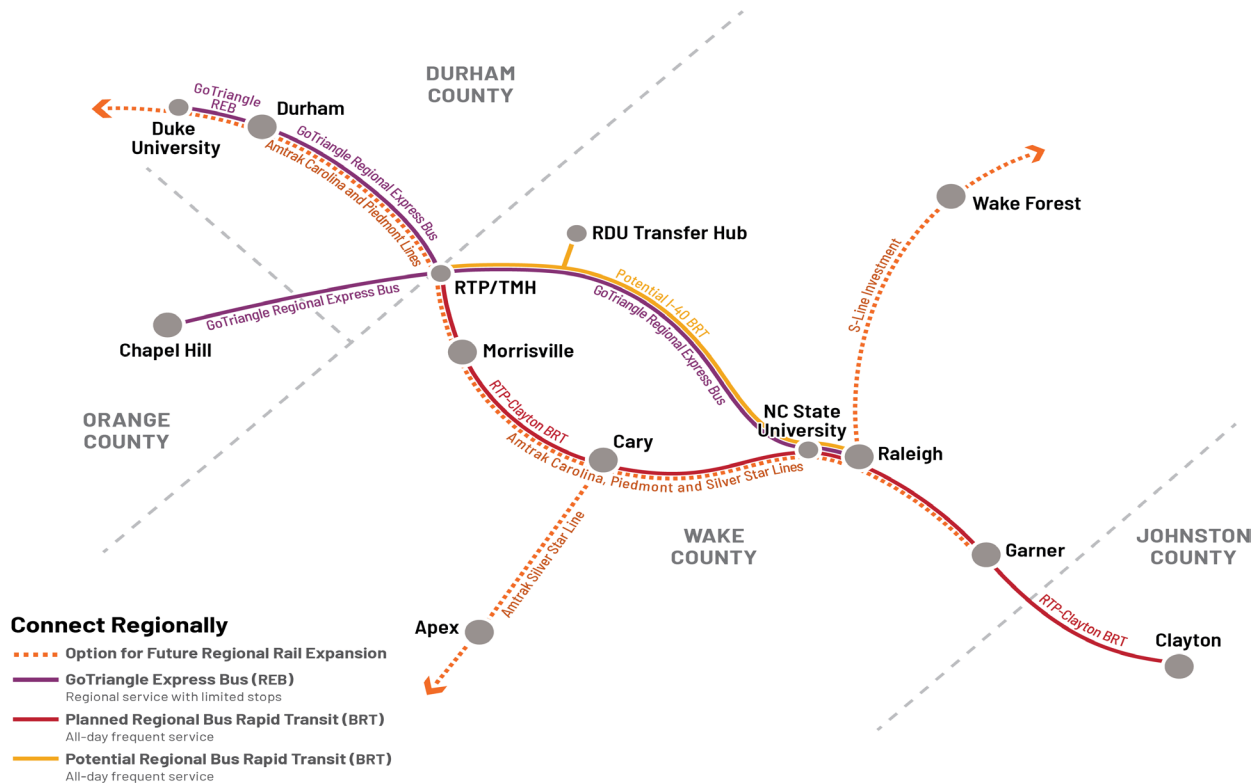 DURHAM
COUNTY
GoTriangle
REB
Durham
Duke
University
GoTriangle Regional Express Bus
Amtrak Carolina and Piedmont Lines
RDU Transfer Hub
Wake Forest
RTP/TMH
GoTriangle Regional Express Bus
Chapel Hill
Potential I-40 BRT
GoTriangle Regional Express Bus
S-Line Investment
Morrisville
ORANGE
COUNTY
RTP-Clayton BRT
Amtrak Carolina, Piedmont and Silver Star Lines
Cary
NC State
University
Raleigh
Amtrak Silver Star Line
WAKE
COUNTY
JOHNSTON
COUNTY
Garner
RTP-Clayton BRT
Clayton
Apex
Connect Regionally
Option for Future Regional Rail Expansion
GoTriangle Express Bus (REB)
Regional service with limited stops
Planned Regional Bus Rapid Transit (BRT)
All-day frequent service
Potential Regional Bus Rapid Transit (BRT)
All-day frequent service